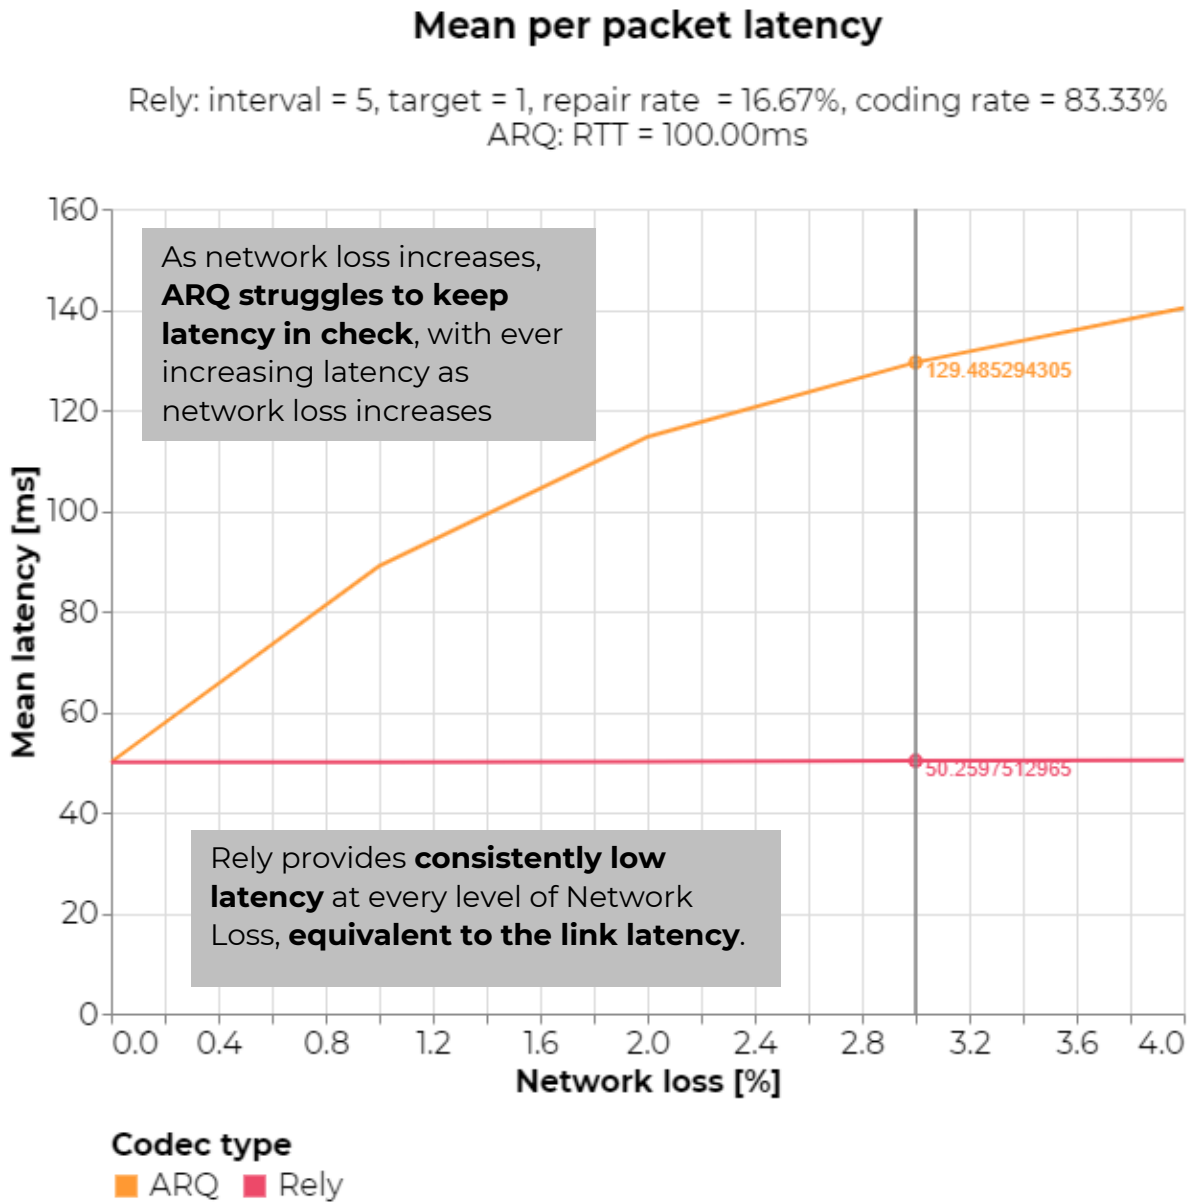 Mean per packet latency
Rely: interval = 5, target = 1, repair rate = 16.67%, coding rate = 83.33%
ARQ: RTT = 100.00ms
160
140
120
100
80
60
40
20
0
Mean latency [ms]
As network loss increases,
ARQ struggles to keep
latency in check, with ever
increasing latency as
network loss increases
129.485294305
50.2597512965
Rely provides consistently low
latency at every level of Network
Loss, equivalent to the link latency.
0.0 0.4 0.8 1.2 1.6 2.0 2.4 2.8 3.2 3.6 4.0
Network loss [%]
Codec type
ARQ Rely